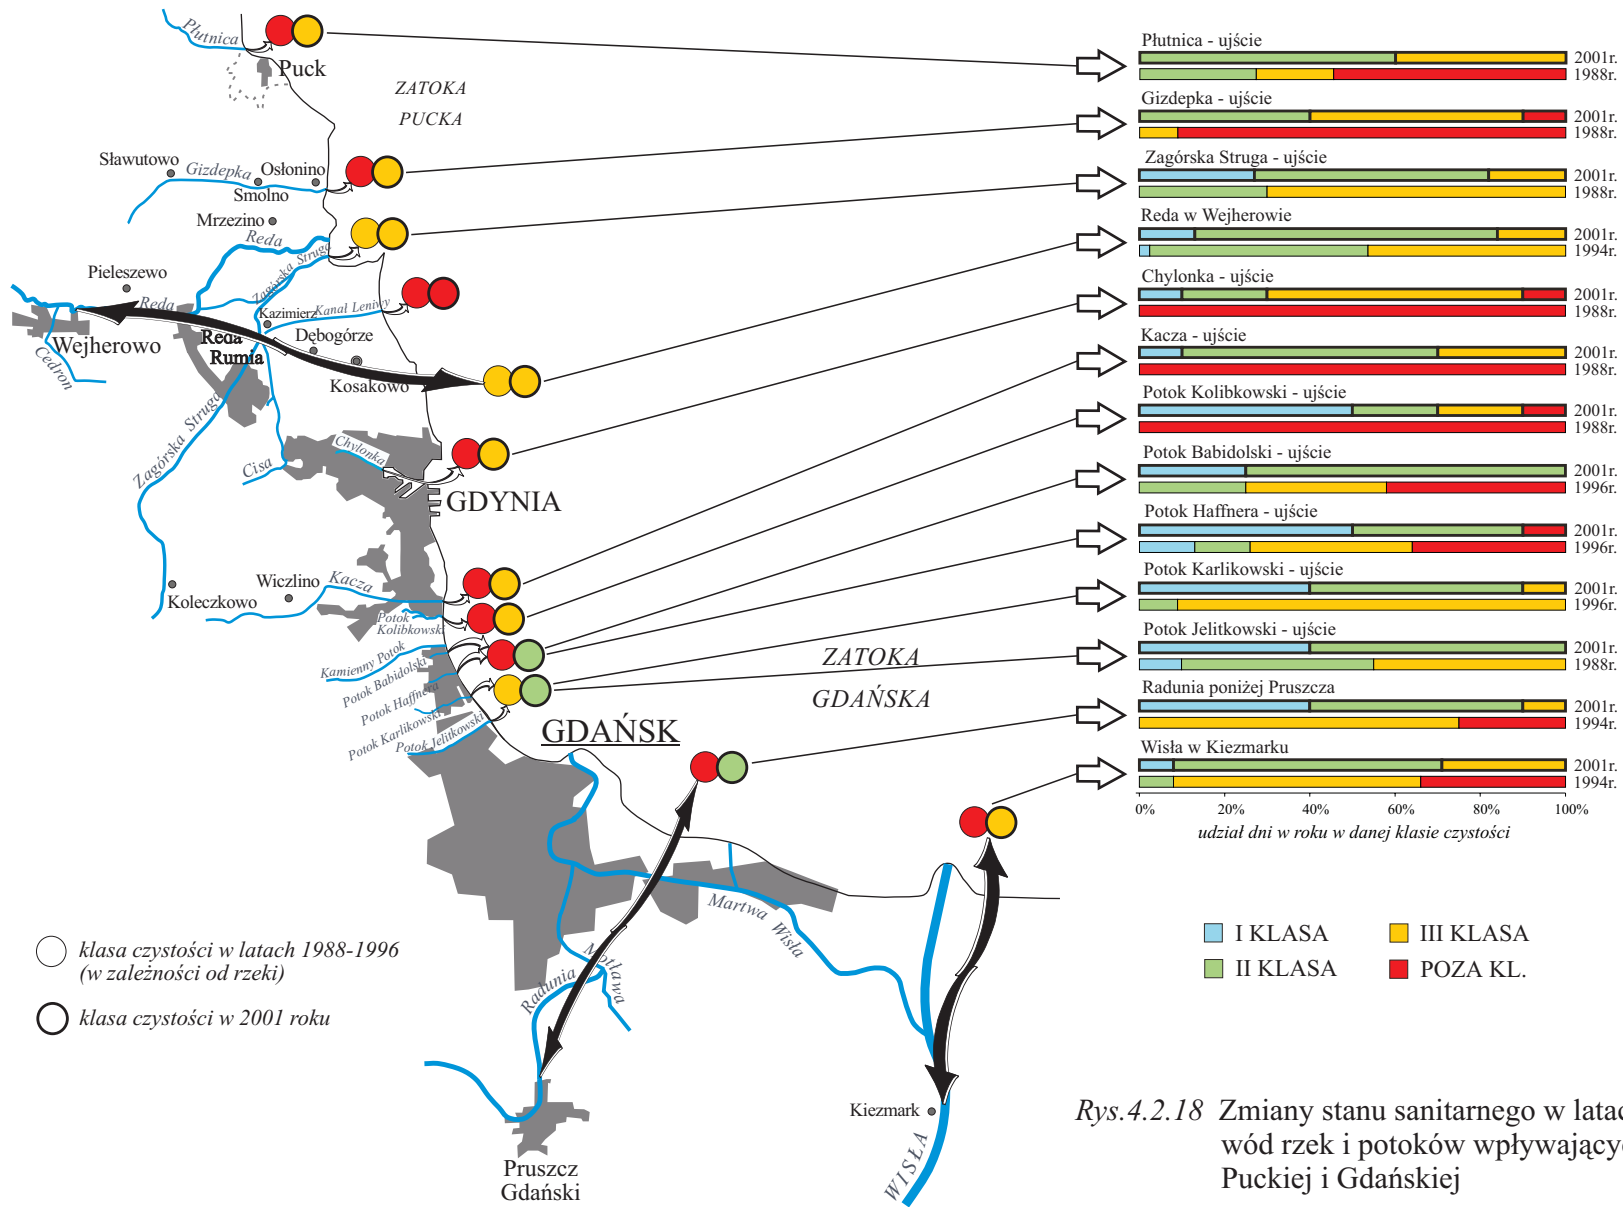 Płutnica
Puck
ZATOKA
PUCKA
Sławutowo
Gizdepka
Osłonino
Smolno
Mrzezino
Reda
Zagórska Struga
Pieleszewo
Reda
Kazimierz
Kanał Leniwy
Wejherowo
Reda
Rumia
Dębogórze
Cedron
Kosakowo
Zagórska Struga
Cisa
Chylonka
GDYNIA
Wiczlino
Kacza
Koleczkowo
Potok
Kolibkowski
Kamienny Potok
Potok Babidolski
Potok Haffnera
Potok Karlikowski
Potok Jelitkowski
ZATOKA
GDAŃSKA
GDAŃSK
Martwa Wisła
Motława
Radunia
Kiezmark
WISŁA
Pruszcz
Gdański
klasa czystości w latach 1988-1996
(w zależności od rzeki)
klasa czystości w 2001 roku
Płutnica - ujście
2001r.
1988r.
Gizdepka - ujście
2001r.
1988r.
Zagórska Struga - ujście
2001r.
1988r.
Reda w Wejherowie
2001r.
1994r.
Chylonka - ujście
2001r.
1988r.
Kacza - ujście
2001r.
1988r.
Potok Kolibkowski - ujście
2001r.
1988r.
Potok Babidolski - ujście
2001r.
1996r.
Potok Haffnera - ujście
2001r.
1996r.
Potok Karlikowski - ujście
2001r.
1996r.
Potok Jelitkowski - ujście
2001r.
1988r.
Radunia poniżej Pruszcza
2001r.
1994r.
Wisła w Kiezmarku
2001r.
1994r.
0% 20% 40% 60% 80% 100%
udział dni w roku w danej klasie czystości
I KLASA
III KLASA
II KLASA
POZA KL.
Rys.4.2.18 Zmiany stanu sanitarnego w latac
wód rzek i potoków wpływający
Puckiej i Gdańskiej